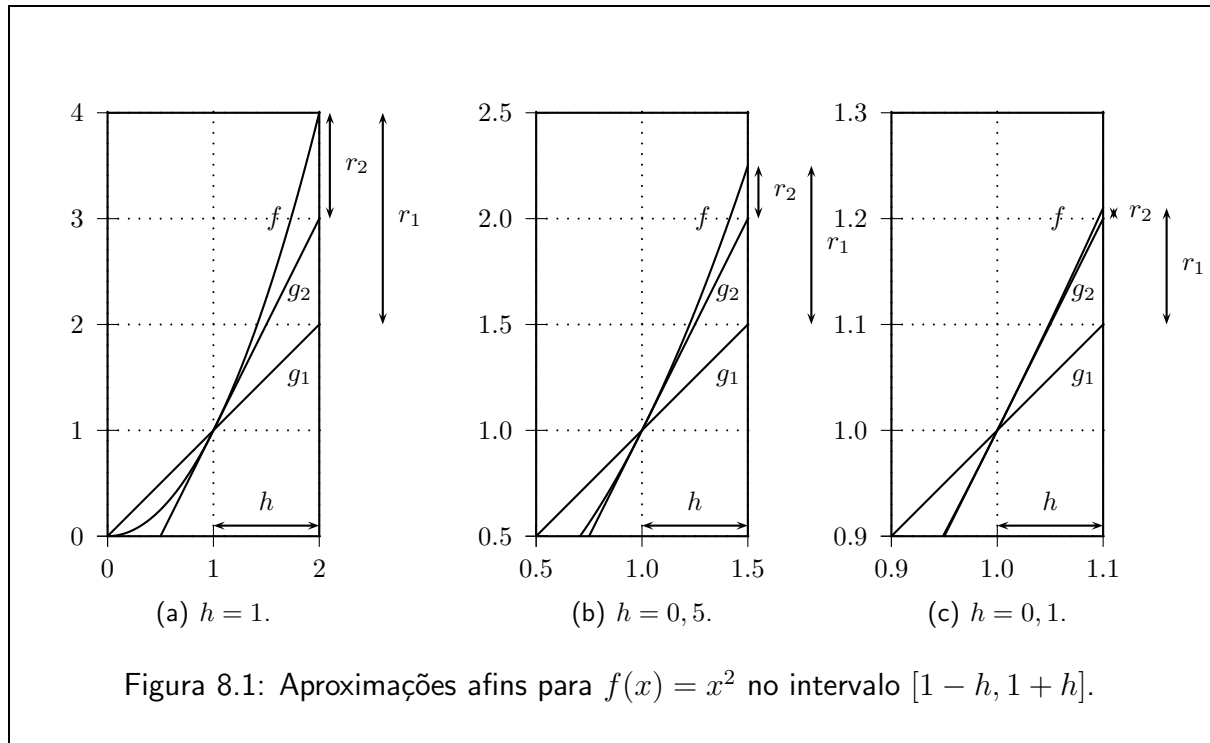 4
3
2
1
0
0 1 2
f
g₂
g₁
h
r₂
r₁
(a) h = 1.
2.5
2.0
1.5
1.0
0.5
0.5 1.0 1.5
f
g₂
g₁
h
r₂
r₁
(b) h = 0, 5.
1.3
1.2
1.1
1.0
0.9
0.9 1.0 1.1
f
g₂
g₁
h
r₂
r₁
(c) h = 0, 1.
Figura 8.1: Aproximações afins para f(x) = x² no intervalo [1 − h, 1 + h].